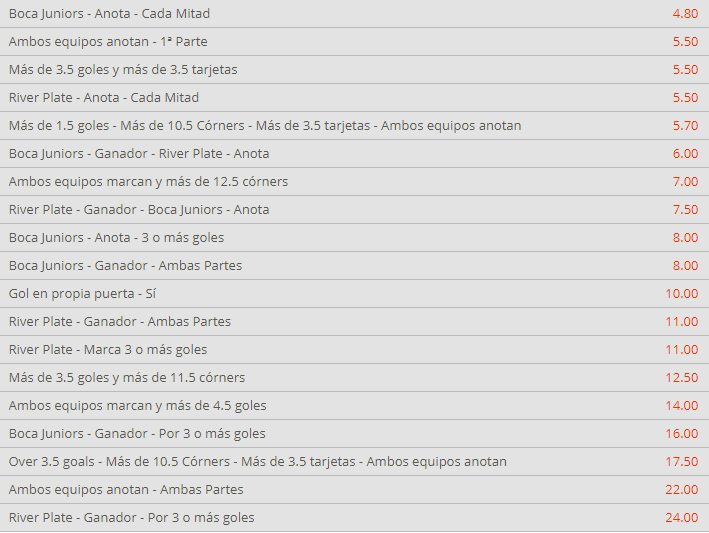 Boca Juniors - Anota - Cada Mitad 4.80
Ambos equipos anotan - 1ª Parte 5.50
Más de 3.5 goles y más de 3.5 tarjetas 5.50
River Plate - Anota - Cada Mitad 5.50
Más de 1.5 goles - Más de 10.5 Córners - Más de 3.5 tarjetas - Ambos equipos anotan 5.70
Boca Juniors - Ganador - River Plate - Anota 6.00
Ambos equipos marcan y más de 12.5 córners 7.00
River Plate - Ganador - Boca Juniors - Anota 7.50
Boca Juniors - Anota - 3 o más goles 8.00
Boca Juniors - Ganador - Ambas Partes 8.00
Gol en propia puerta - Sí 10.00
River Plate - Ganador - Ambas Partes 11.00
River Plate - Marca 3 o más goles 11.00
Más de 3.5 goles y más de 11.5 córners 12.50
Ambos equipos marcan y más de 4.5 goles 14.00
Boca Juniors - Ganador - Por 3 o más goles 16.00
Over 3.5 goals - Más de 10.5 Córners - Más de 3.5 tarjetas - Ambos equipos anotan 17.50
Ambos equipos anotan - Ambas Partes 22.00
River Plate - Ganador - Por 3 o más goles 24.00